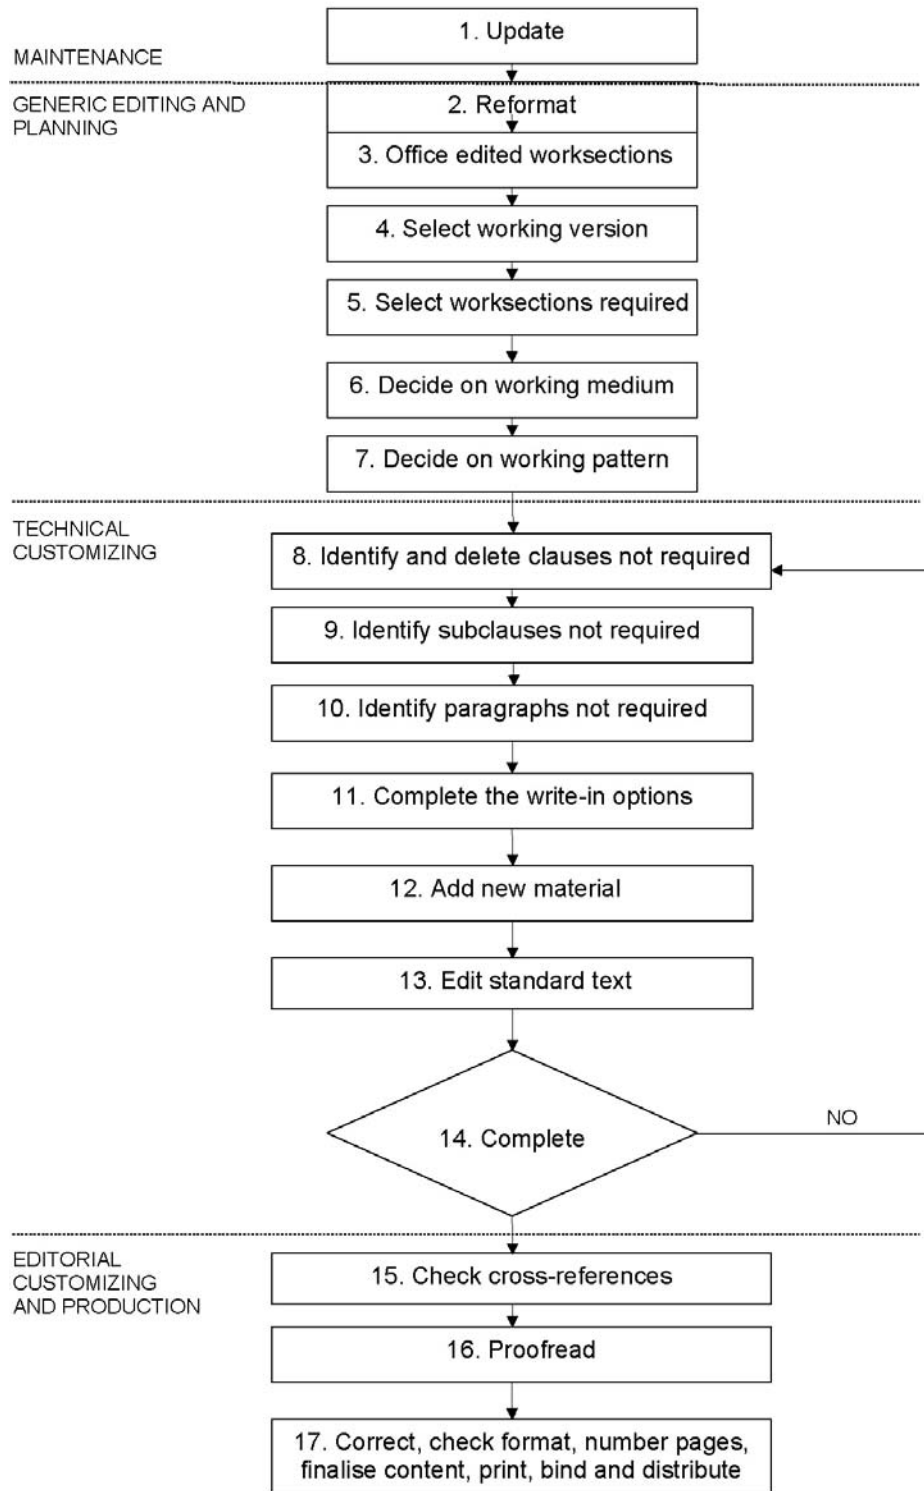 1. Update
MAINTENANCE
GENERIC EDITING AND
PLANNING
2. Reformat
3. Office edited worksections
4. Select working version
5. Select worksections required
6. Decide on working medium
7. Decide on working pattern
TECHNICAL
CUSTOMIZING
8. Identify and delete clauses not required
9. Identify subclauses not required
10. Identify paragraphs not required
11. Complete the write-in options
12. Add new material
13. Edit standard text
14. Complete
NO
EDITORIAL
CUSTOMIZING
AND PRODUCTION
15. Check cross-references
16. Proofread
17. Correct, check format, number pages,
finalise content, print, bind and distribute